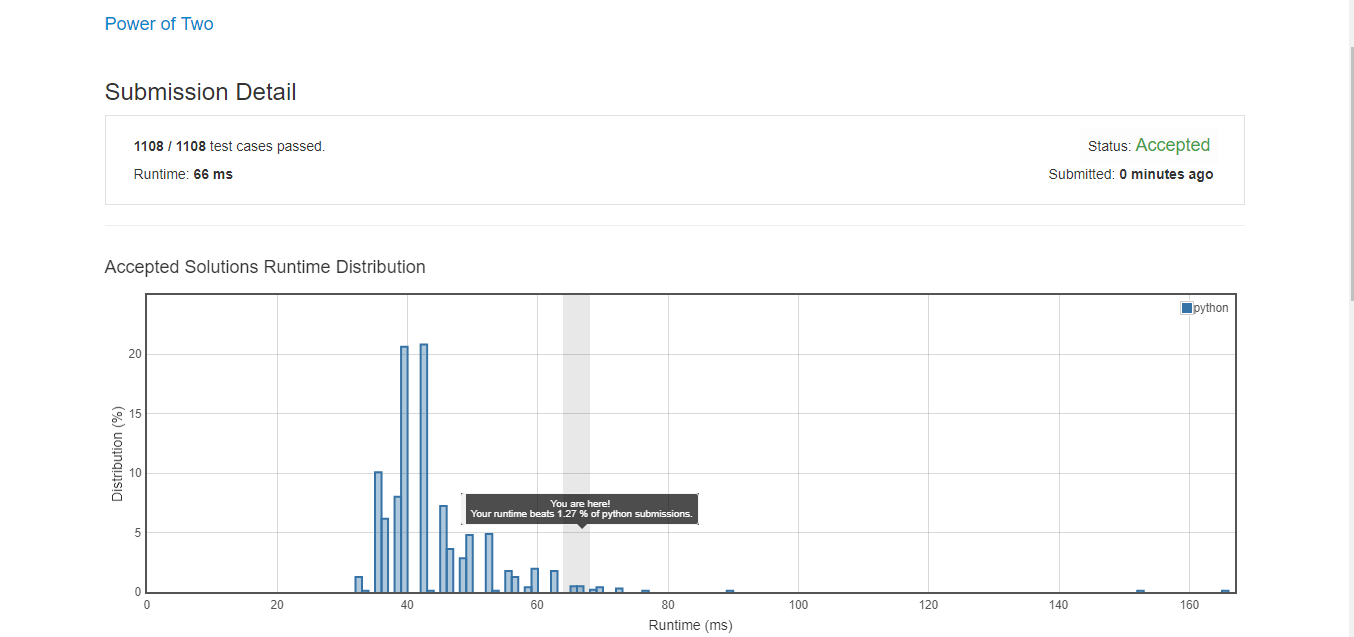 Power of Two
Submission Detail
1108 / 1108 test cases passed.
Status: Accepted
Runtime: 66 ms
Submitted: 0 minutes ago
Accepted Solutions Runtime Distribution
python
20
15
10
5
0
Distribution (%)
You are here!
Your runtime beats 1.27 % of python submissions.
0 20 40 60 80 100 120 140 160
Runtime (ms)